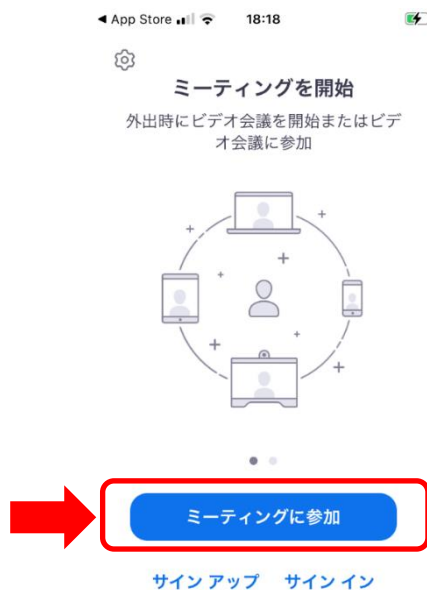 ◀ App Store 18:18
ミーティングを開始
外出時にビデオ会議を開始またはビデ
オ会議に参加
ミーティングに参加
サイン アップ サイン イン